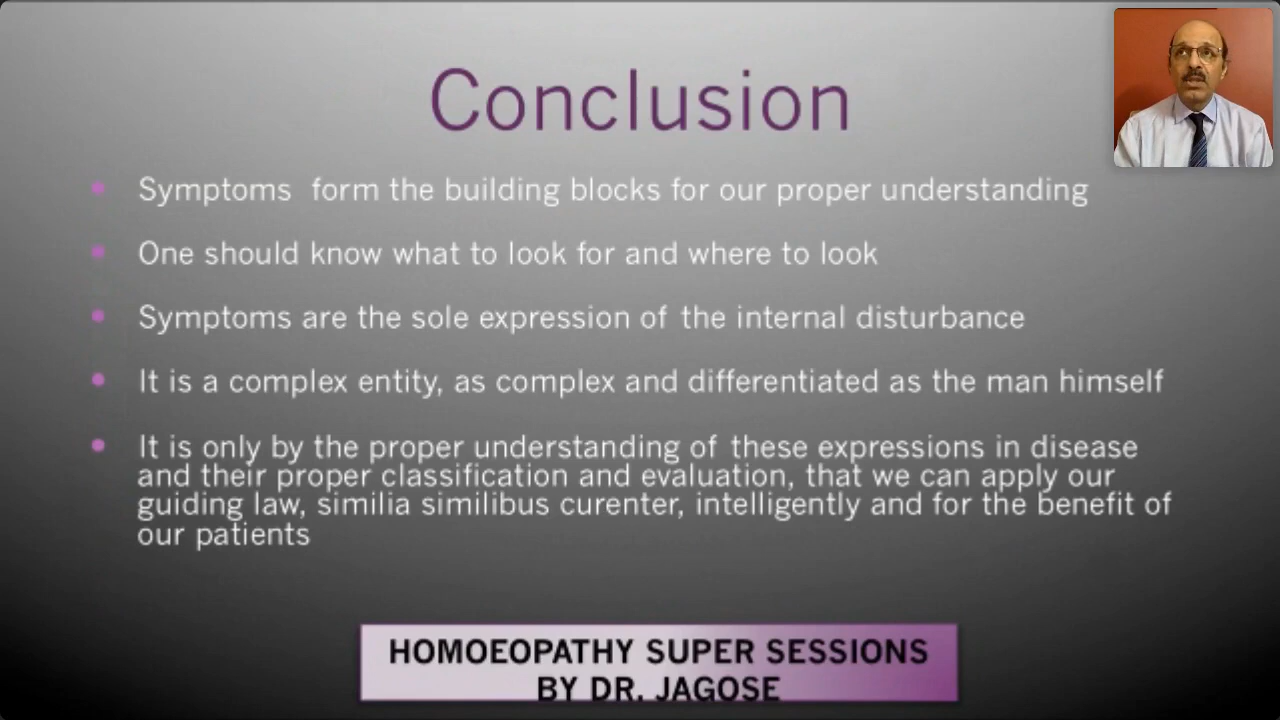 Conclusion
Symptoms form the building blocks for our proper understanding
One should know what to look for and where to look
Symptoms are the sole expression of the internal disturbance
It is a complex entity, as complex and differentiated as the man himself
It is only by the proper understanding of these expressions in disease
and their proper classification and evaluation, that we can apply our
guiding law, similia similibus curenter, intelligently and for the benefit of
our patients
HOMOEOPATHY SUPER SESSIONS
BY DR. JAGOSE